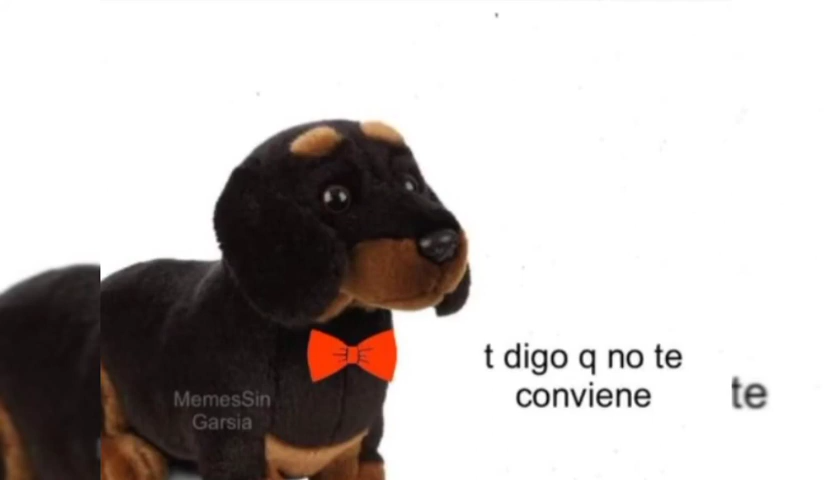 t digo q no te
conviene
te
MemesSin
Garsia